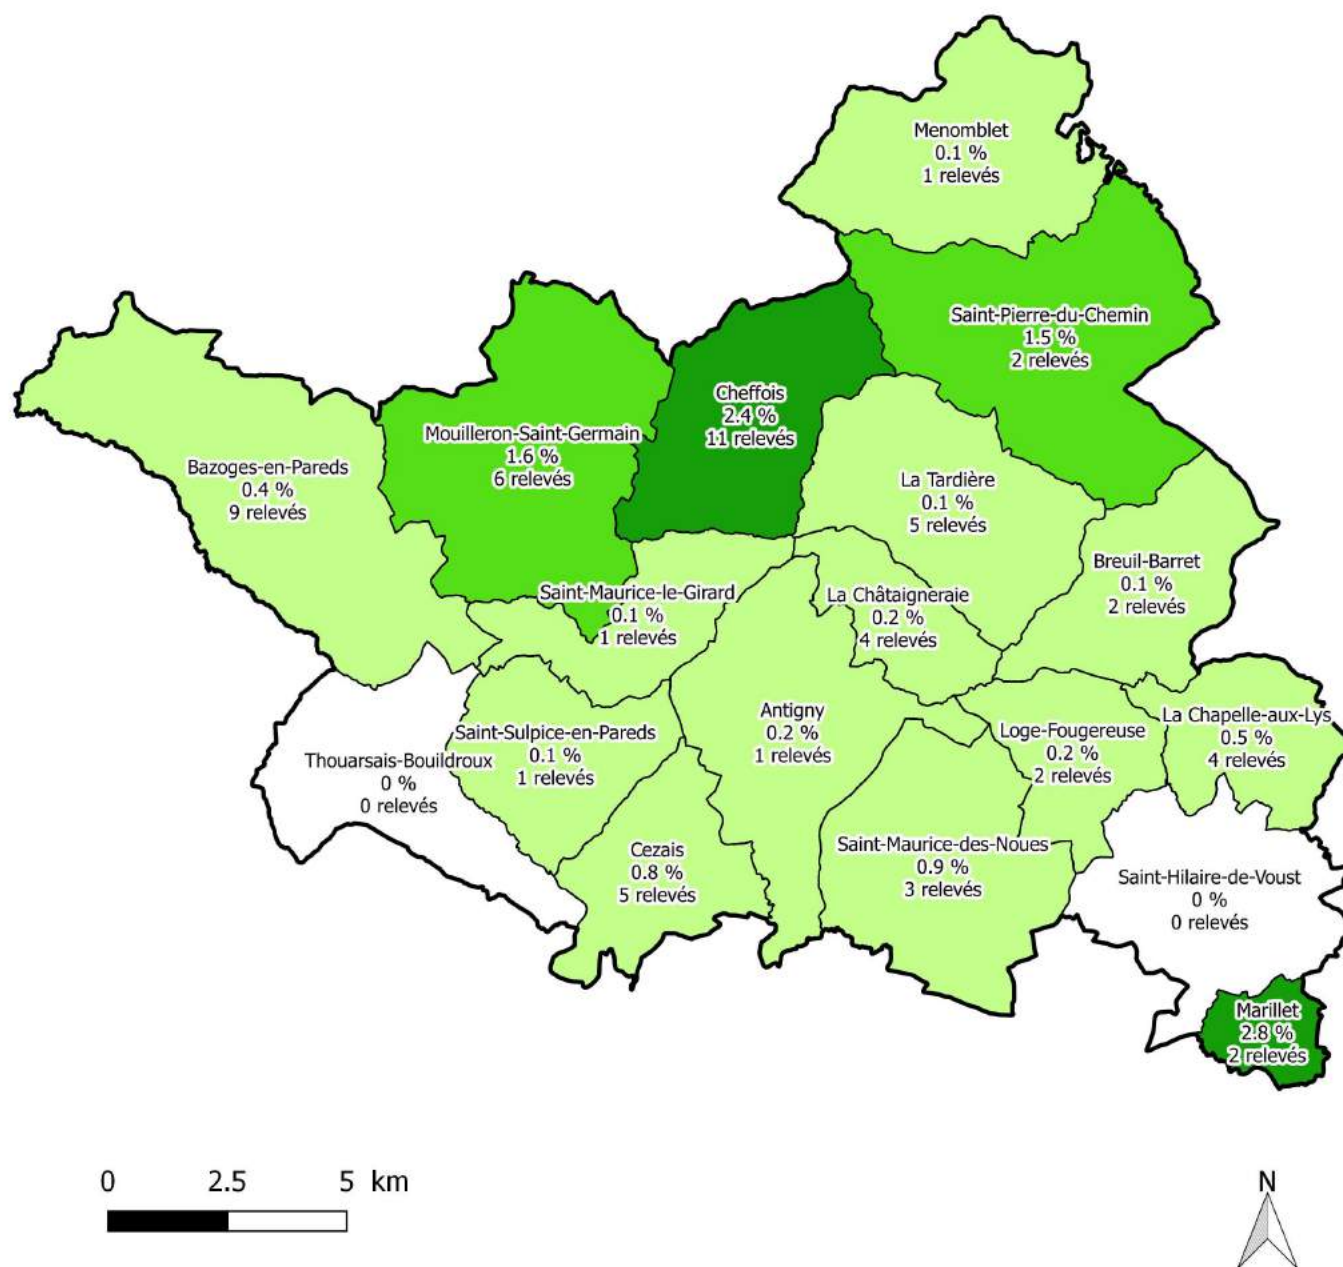 Menomblet
0.1 %
1 relevés
Saint-Pierre-du-Chemin
1.5 %
2 relevés
Cheffois
2.4 %
11 relevés
Mouilleron-Saint-Germain
1.6 %
6 relevés
Bazoges-en-Pareds
0.4 %
9 relevés
La Tardière
0.1 %
5 relevés
Breuil-Barret
0.1 %
2 relevés
Saint-Maurice-le-Girard
0.1 %
1 relevés
La Châtaigneraie
0.2 %
4 relevés
Antigny
0.2 %
1 relevés
Loge-Fougereuse
0.2 %
2 relevés
La Chapelle-aux-Lys
0.5 %
4 relevés
Saint-Sulpice-en-Pareds
0.1 %
1 relevés
Thouarsais-Bouildroux
0 %
0 relevés
Cezais
0.8 %
5 relevés
Saint-Maurice-des-Noues
0.9 %
3 relevés
Saint-Hilaire-de-Voust
0 %
0 relevés
Marillet
2.8 %
2 relevés
0 2.5 5 km
N